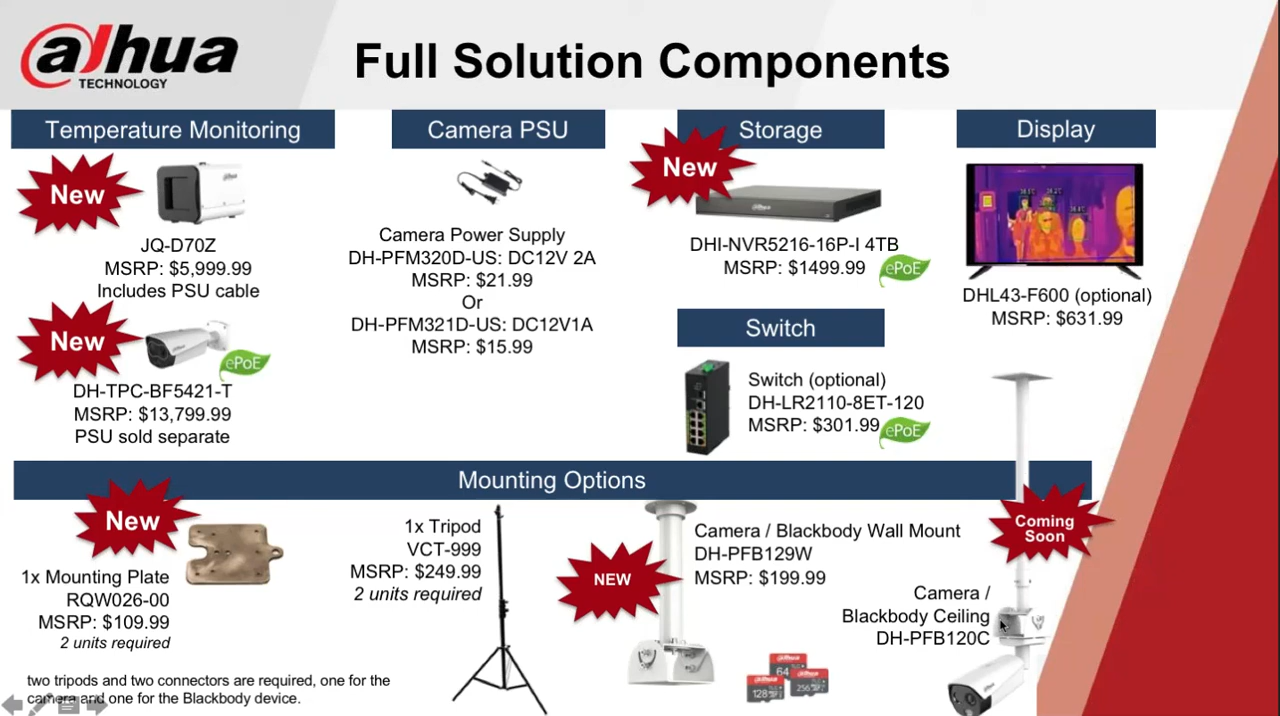 alhua
TECHNOLOGY
Full Solution Components
Temperature Monitoring
New
JQ-D70Z
MSRP: $5,999.99
Includes PSU cable
New
ePoE
DH-TPC-BF5421-T
MSRP: $13,799.99
PSU sold separate
Camera PSU
Camera Power Supply
DH-PFM320D-US: DC12V 2A
MSRP: $21.99
Or
DH-PFM321D-US: DC12V1A
MSRP: $15.99
Storage
New
DHI-NVR5216-16P-I 4TB
MSRP: $1499.99
ePoE
Switch
Switch (optional)
DH-LR2110-8ET-120
MSRP: $301.99
ePoE
Display
DHL43-F600 (optional)
MSRP: $631.99
Mounting Options
New
1x Mounting Plate
RQW026-00
MSRP: $109.99
2 units required
two tripods and two connectors are required, one for the
camera and one for the Blackbody device.
1x Tripod
VCT-999
MSRP: $249.99
2 units required
NEW
Camera / Blackbody Wall Mount
DH-PFB129W
MSRP: $199.99
alhua
64
alhua
128
alhua
256
Coming
Soon
Camera /
Blackbody Ceiling
DH-PFB120C